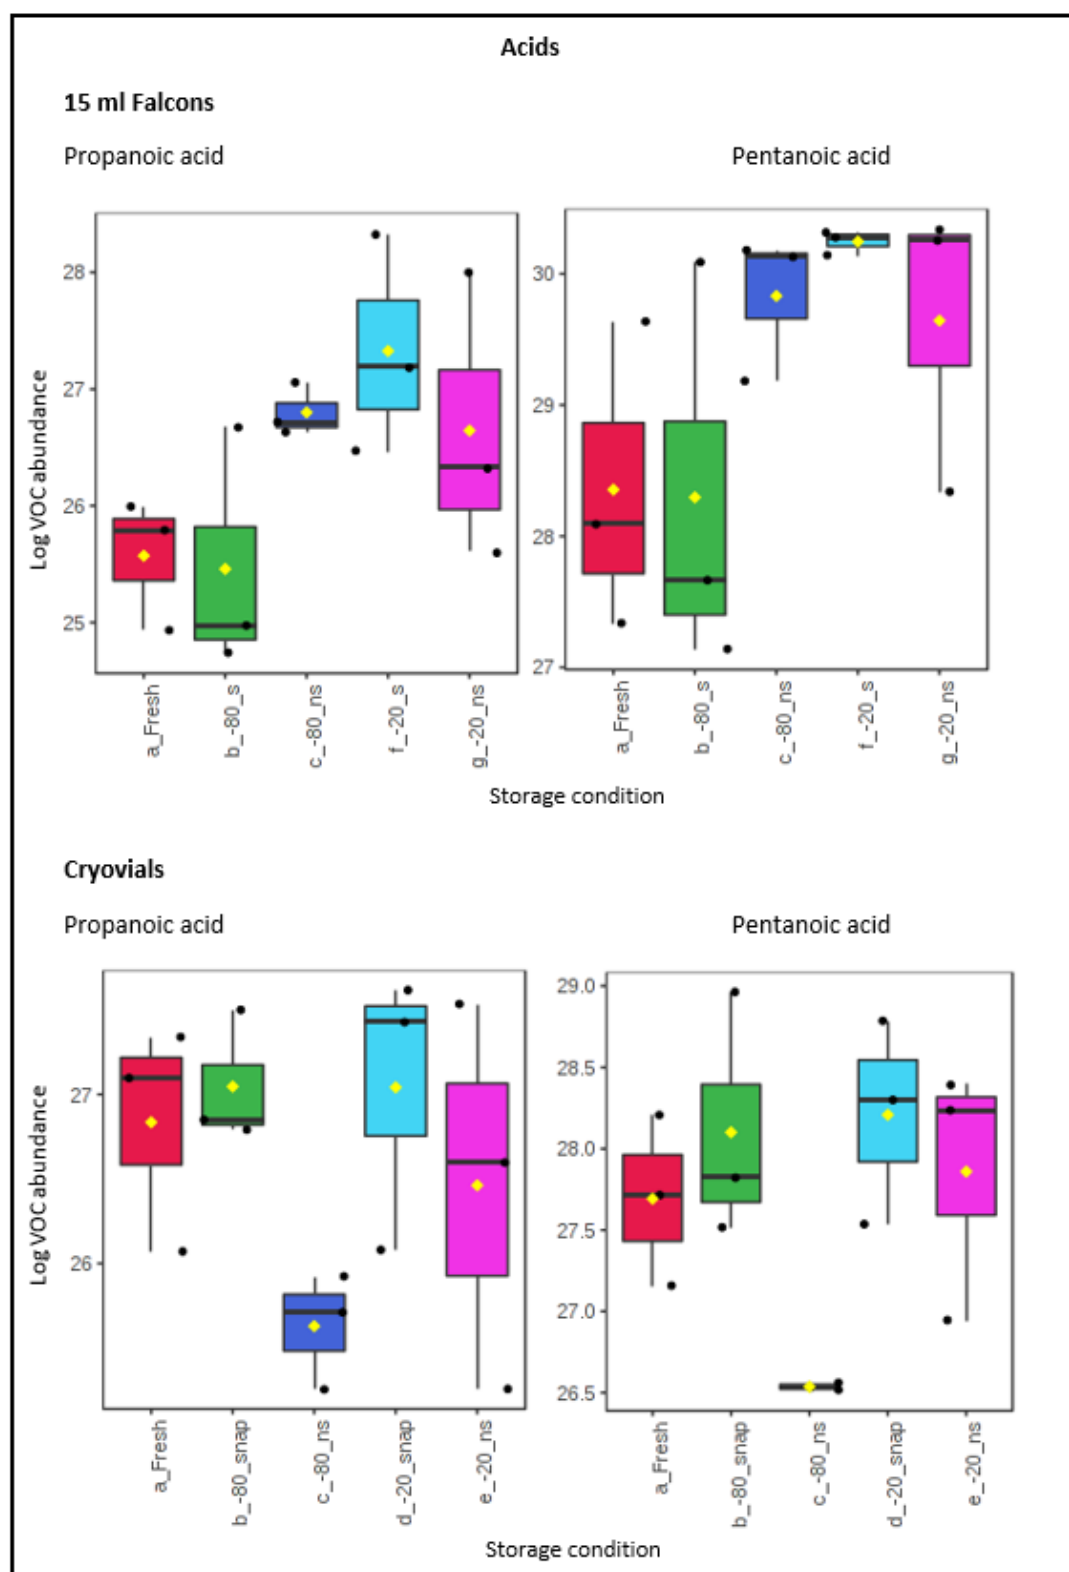 Acids
15 ml Falcons
Propanoic acid
Pentanoic acid
Log VOC abundance
28
27
26
25
30
29
28
27
a_Fresh
b_-80_s
c_-80_ns
f_-20_s
g_-20_ns
a_Fresh
b_-80_s
c_-80_ns
f_-20_s
g_-20_ns
Storage condition
Cryovials
Propanoic acid
Pentanoic acid
Log VOC abundance
27
26
29.0
28.5
28.0
27.5
27.0
26.5
a_Fresh
b_-80_snap
c_-80_ns
d_-20_snap
e_-20_ns
a_Fresh
b_-80_snap
c_-80_ns
d_-20_snap
e_-20_ns
Storage condition